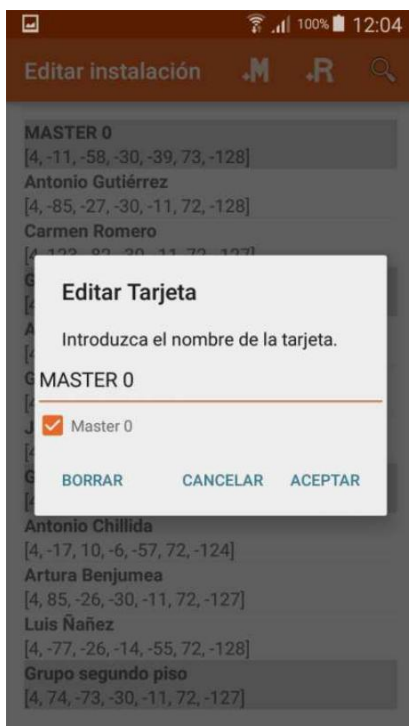 100% 12:04
Editar instalación +M +R
MASTER 0
[4, -11, -58, -30, -39, 73, -128]
Antonio Gutiérrez
[4, -85, -27, -30, -11, 72, -128]
Carmen Romero
Editar Tarjeta
Introduzca el nombre de la tarjeta.
MASTER 0
Master 0
BORRAR CANCELAR ACEPTAR
Antonio Chillida
[4, -17, 10, -6, -57, 72, -124]
Artura Benjumea
[4, 85, -26, -30, -11, 72, -127]
Luis Ñañez
[4, -77, -26, -14, -55, 72, -128]
Grupo segundo piso
[4, 74, -73, -30, -11, 72, -127]